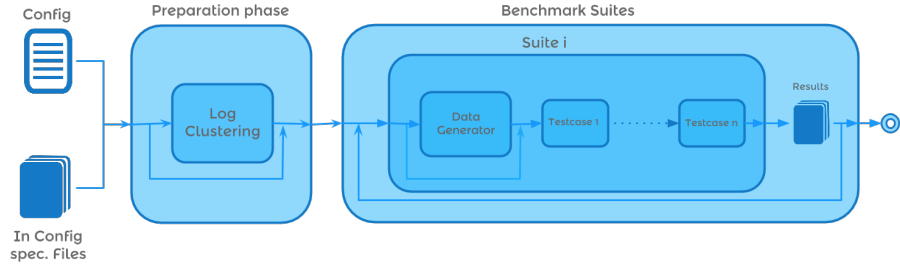 Config
Preparation phase
Benchmark Suites
Suite i
Log
Clustering
Data
Generator
Testcase 1
Testcase n
Results
In Config
spec. Files